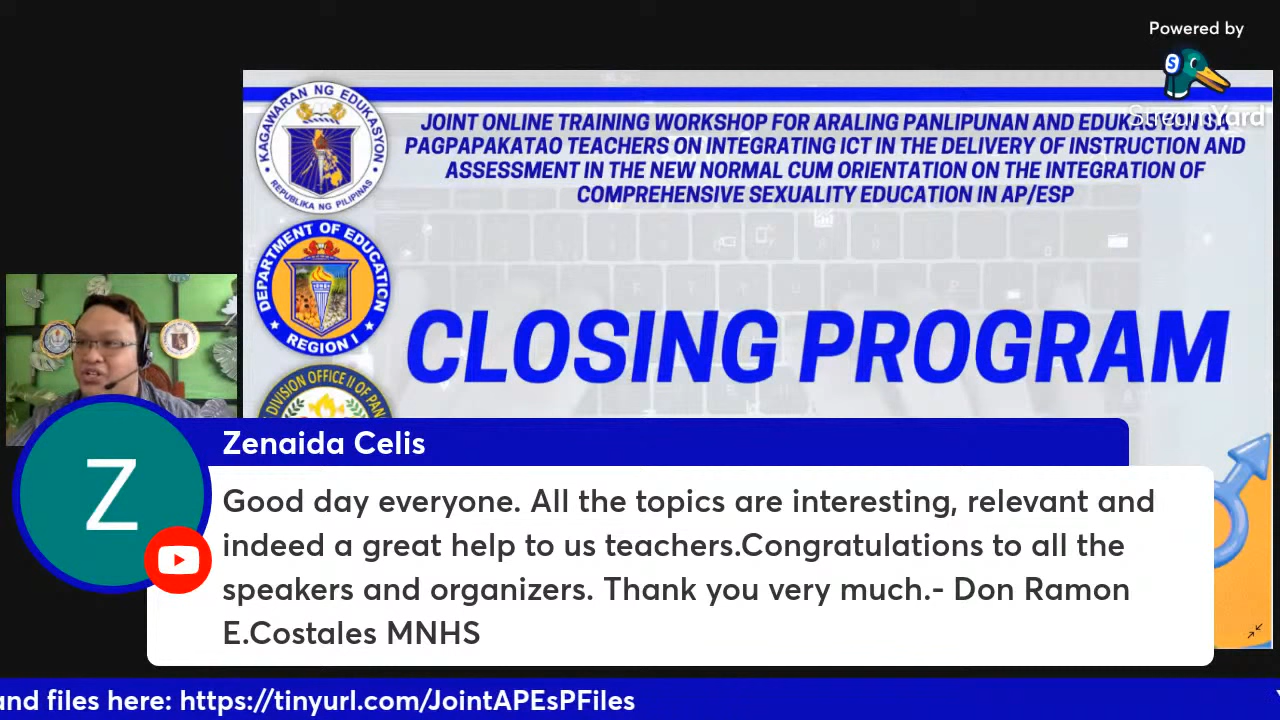 Powered by
StreamYard
KAGAWARAN NG EDUKASYON
REPUBLIKA NG PILIPINAS
JOINT ONLINE TRAINING WORKSHOP FOR ARALING PANLIPUNAN AND EDUKASYON SA
PAGPAPAKATAO TEACHERS ON INTEGRATING ICT IN THE DELIVERY OF INSTRUCTION AND
ASSESSMENT IN THE NEW NORMAL CUM ORIENTATION ON THE INTEGRATION OF
COMPREHENSIVE SEXUALITY EDUCATION IN AP/ESP
DEPARTMENT OF EDUCATION
REGION I
CLOSING PROGRAM
DIVISION OFFICE II OF PAN
Z
Zenaida Celis
Good day everyone. All the topics are interesting, relevant and
indeed a great help to us teachers.Congratulations to all the
speakers and organizers. Thank you very much.- Don Ramon
E.Costales MNHS
and files here: https://tinyurl.com/JointAPEsPFiles